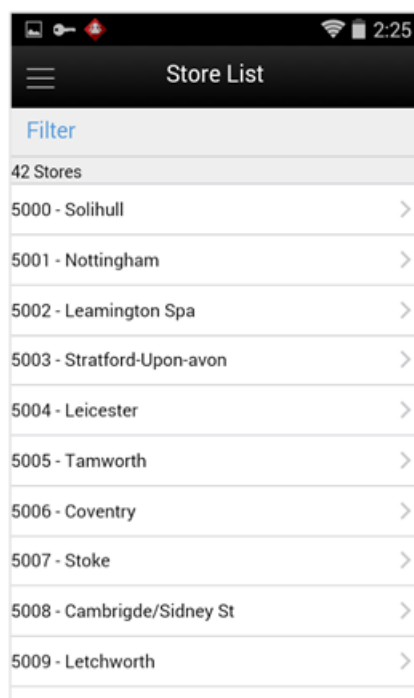 2:25
Store List
Filter
42 Stores
5000 - Solihull
5001 - Nottingham
5002 - Leamington Spa
5003 - Stratford-Upon-avon
5004 - Leicester
5005 - Tamworth
5006 - Coventry
5007 - Stoke
5008 - Cambrigde/Sidney St
5009 - Letchworth